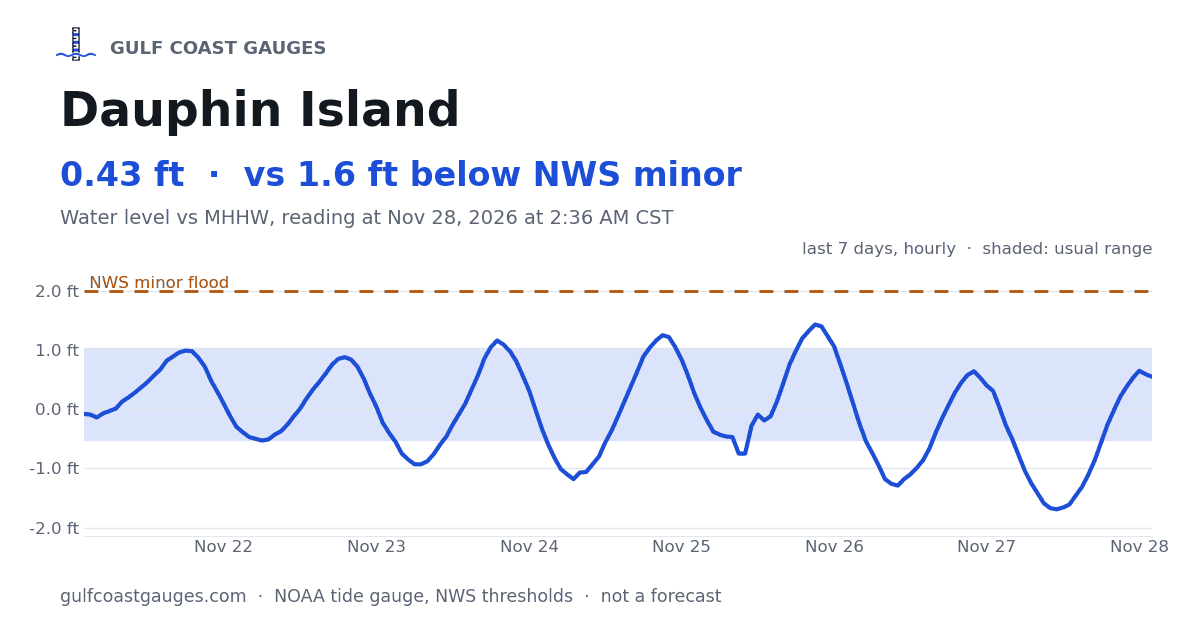 GULF COAST GAUGES
Dauphin Island
0.43 ft · vs 1.6 ft below NWS minor
Water level vs MHHW, reading at Nov 28, 2026 at 2:36 AM CST
last 7 days, hourly · shaded: usual range
NWS minor flood
2.0 ft
1.0 ft
0.0 ft
-1.0 ft
-2.0 ft
Nov 22 Nov 23 Nov 24 Nov 25 Nov 26 Nov 27 Nov 28
gulfcoastgauges.com · NOAA tide gauge, NWS thresholds · not a forecast